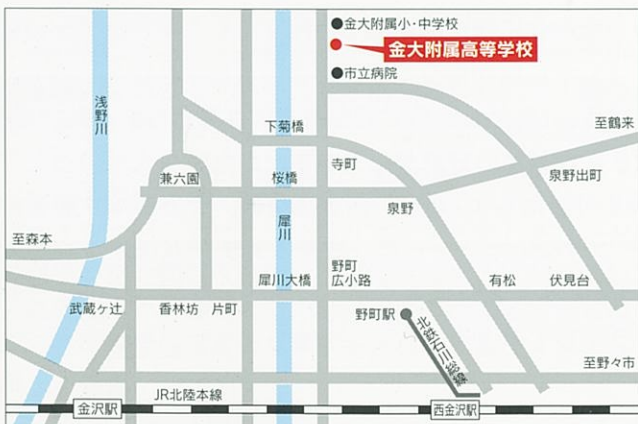 金大附属小・中学校
金大附属高等学校
市立病院
浅野川
下菊橋
至鶴来
寺町
泉野出町
兼六園
桜橋
泉野
犀川
至森本
野町
広小路
犀川大橋
有松
伏見台
武蔵ヶ辻
香林坊
片町
野町駅
北鉄石川総線
至野々市
JR北陸本線
金沢駅
西金沢駅